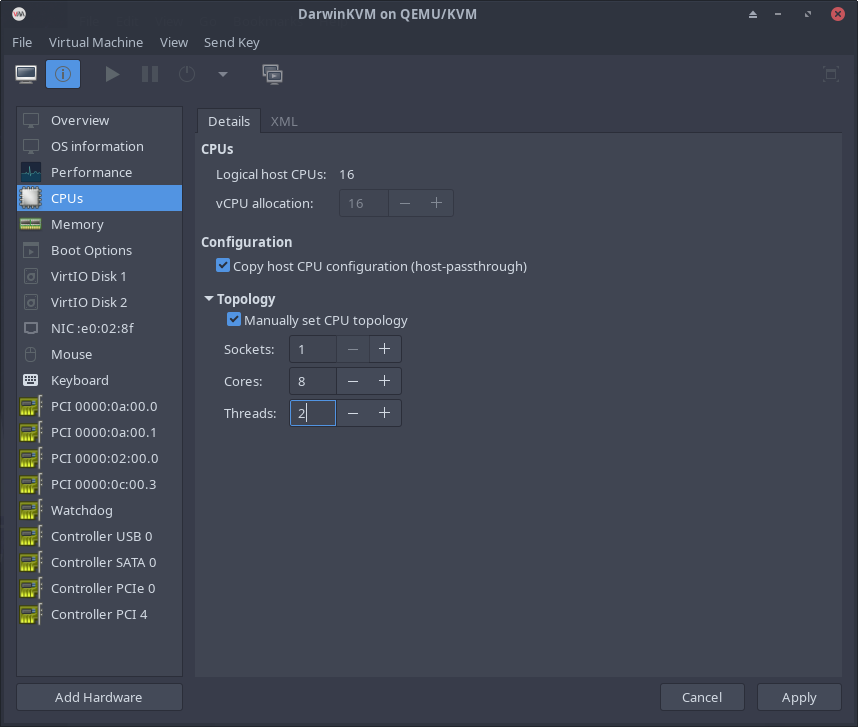 DarwinKVM on QEMU/KVM
File Virtual Machine View Send Key
Overview
OS information
Performance
CPUs
Memory
Boot Options
VirtIO Disk 1
VirtIO Disk 2
NIC :e0:02:8f
Mouse
Keyboard
PCI 0000:0a:00.0
PCI 0000:0a:00.1
PCI 0000:02:00.0
PCI 0000:0c:00.3
Watchdog
Controller USB 0
Controller SATA 0
Controller PCIe 0
Controller PCI 4
Add Hardware
Details XML
CPUs
Logical host CPUs: 16
vCPU allocation: 16
Configuration
Copy host CPU configuration (host-passthrough)
Topology
Manually set CPU topology
Sockets: 1
Cores: 8
Threads: 2
Cancel Apply